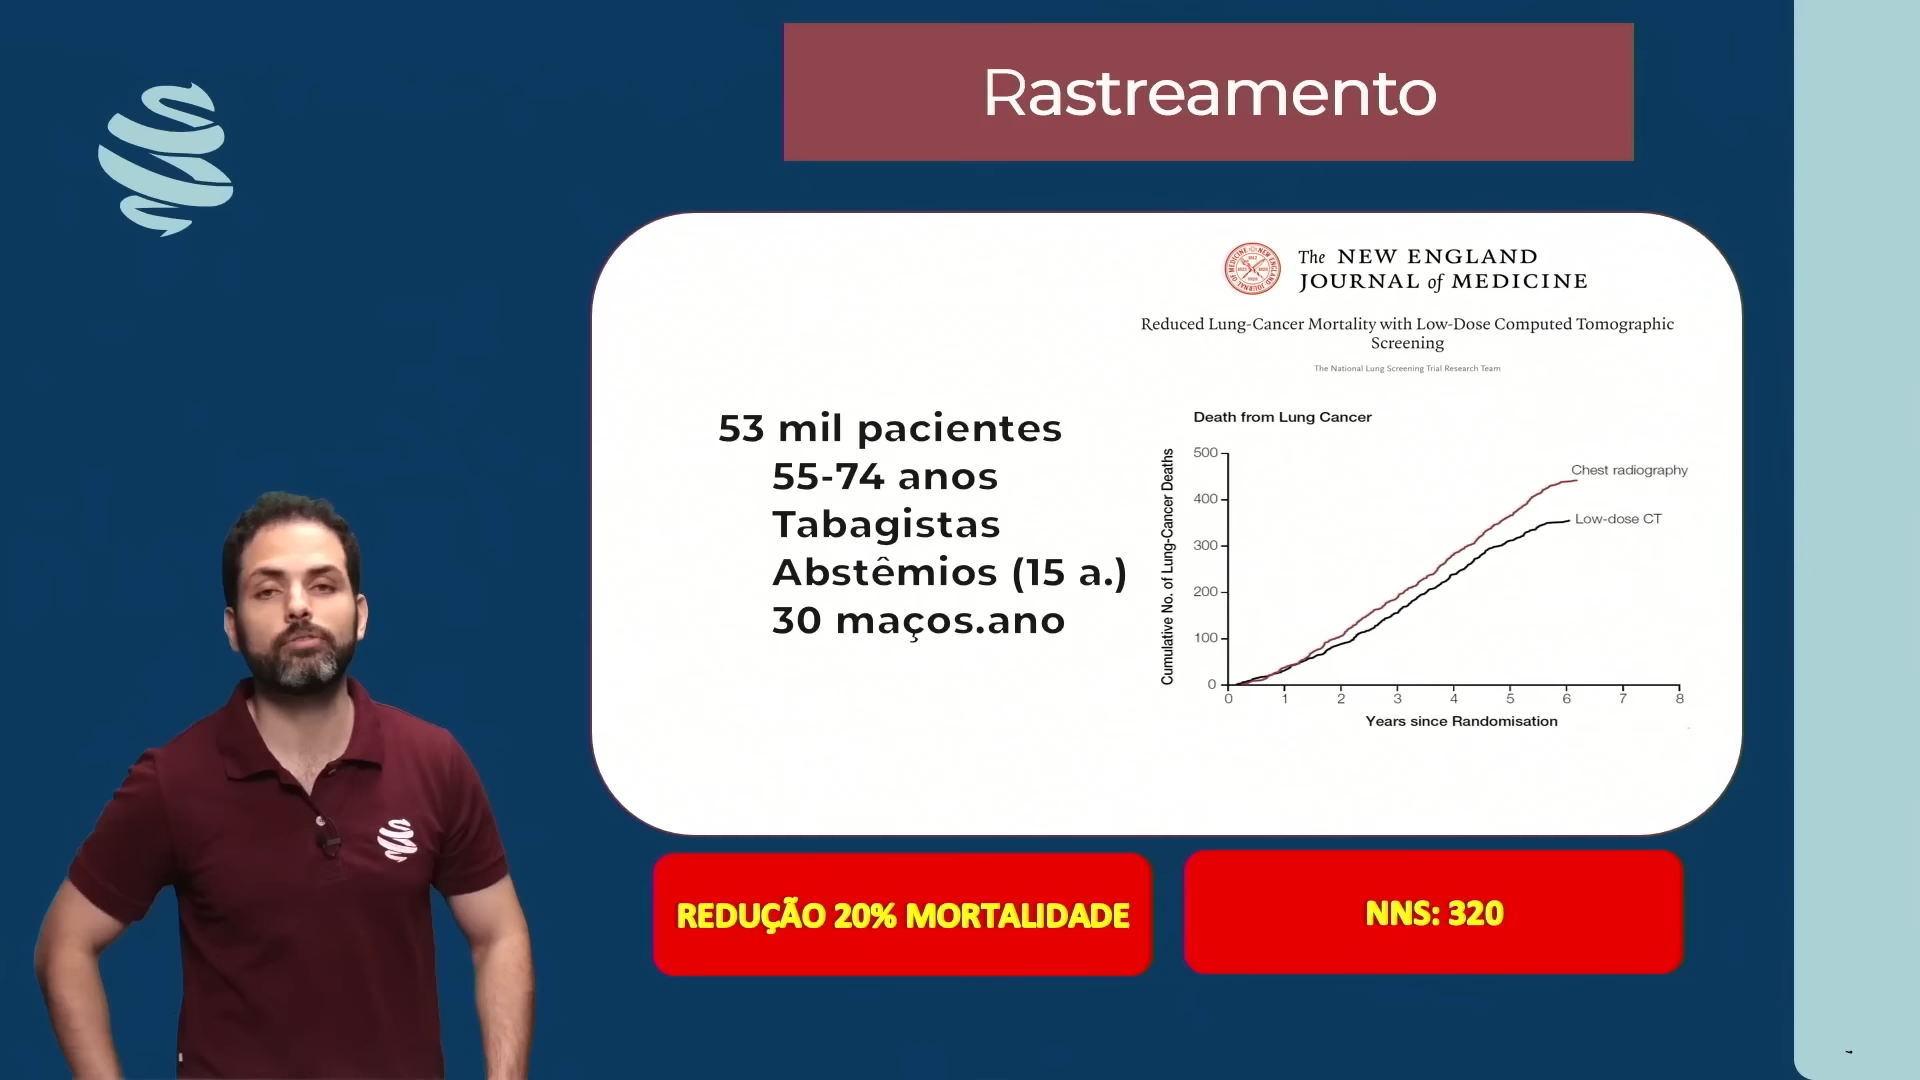 Rastreamento
The NEW ENGLAND
JOURNAL of MEDICINE
Reduced Lung-Cancer Mortality with Low-Dose Computed Tomographic
Screening
The National Lung Screening Trial Research Team
53 mil pacientes
55-74 anos
Tabagistas
Abstêmios (15 a.)
30 maços.ano
Death from Lung Cancer
Cumulative No. of Lung-Cancer Deaths
500
400
300
200
100
0
Chest radiography
Low-dose CT
0 1 2 3 4 5 6 7 8
Years since Randomisation
REDUÇÃO 20% MORTALIDADE
NNS: 320